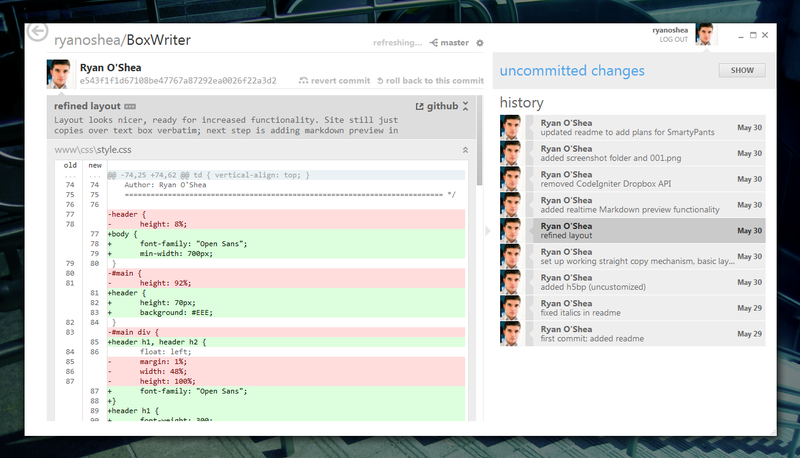 ryanoshea/BoxWriter
refreshing...
master
ryanoshea
LOG OUT
Ryan O'Shea
e543f1f1d67108be47767a87292ea0026f22a3d2
revert commit
roll back to this commit
refined layout
github
Layout looks nicer, ready for increased functionality. Site still just
copies over text box verbatim; next step is adding markdown preview in
www\css\style.css
old new
... ... @@ -74,25 +74,62 @@ td { vertical-align: top; }
74 74 Author: Ryan O'Shea
75 75 ========================================================================== */
76 76
77 -header {
78 - height: 8%;
77 +body {
78 + font-family: "Open Sans";
79 + min-width: 700px;
79 80 }
80 -#main {
81 - height: 92%;
81 +header {
82 + height: 70px;
83 + background: #EEE;
82 84 }
83 -#main div {
85 +header h1, header h2 {
84 86 float: left;
85 - margin: 1%;
86 - width: 48%;
87 - height: 100%;
87 + font-family: "Open Sans";
88 +}
89 +header h1 {
90 + font-weight: 300;
uncommitted changes
SHOW
history
Ryan O'Shea
updated readme to add plans for SmartyPants
May 30
Ryan O'Shea
added screenshot folder and 001.png
May 30
Ryan O'Shea
removed CodeIgniter Dropbox API
May 30
Ryan O'Shea
added realtime Markdown preview functionality
May 30
Ryan O'Shea
refined layout
May 30
Ryan O'Shea
set up working straight copy mechanism, basic lay...
May 30
Ryan O'Shea
added h5bp (uncustomized)
May 30
Ryan O'Shea
fixed italics in readme
May 29
Ryan O'Shea
first commit: added readme
May 29